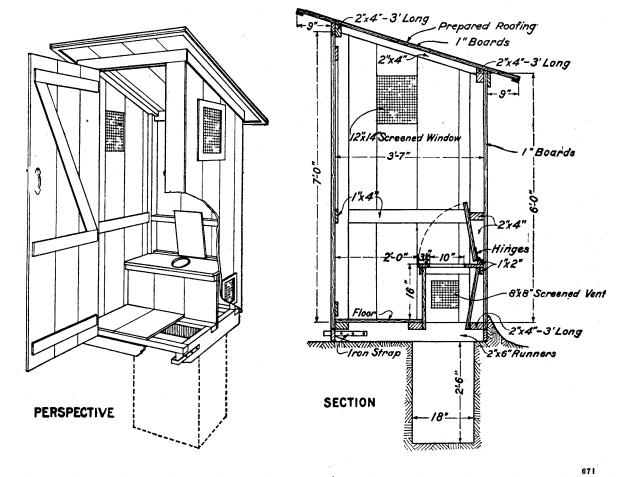 9"
2"x4"-3' Long
Prepared Roofing
1" Boards
2"x4"
2"x4"-3' Long
9"
12"x14" Screened Window
3'-7"
1" Boards
7'-0"
6'-0"
1"x4"
2"x4"
Hinges
2'-0"
3"
10"
1"x2"
16"
8"x8" Screened Vent
Floor
2"x4"-3' Long
Iron Strap
2"x6" Runners
2'-6"
18"
PERSPECTIVE
SECTION
671